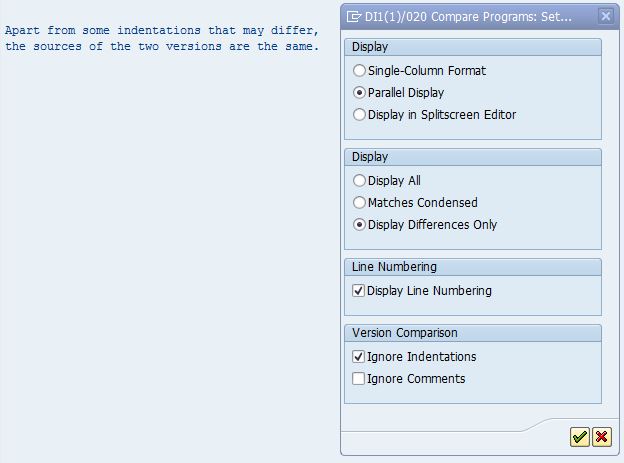 Apart from some indentations that may differ,
the sources of the two versions are the same.
DI1(1)/020 Compare Programs: Set...
Display
Single-Column Format
Parallel Display
Display in Splitscreen Editor
Display
Display All
Matches Condensed
Display Differences Only
Line Numbering
Display Line Numbering
Version Comparison
Ignore Indentations
Ignore Comments